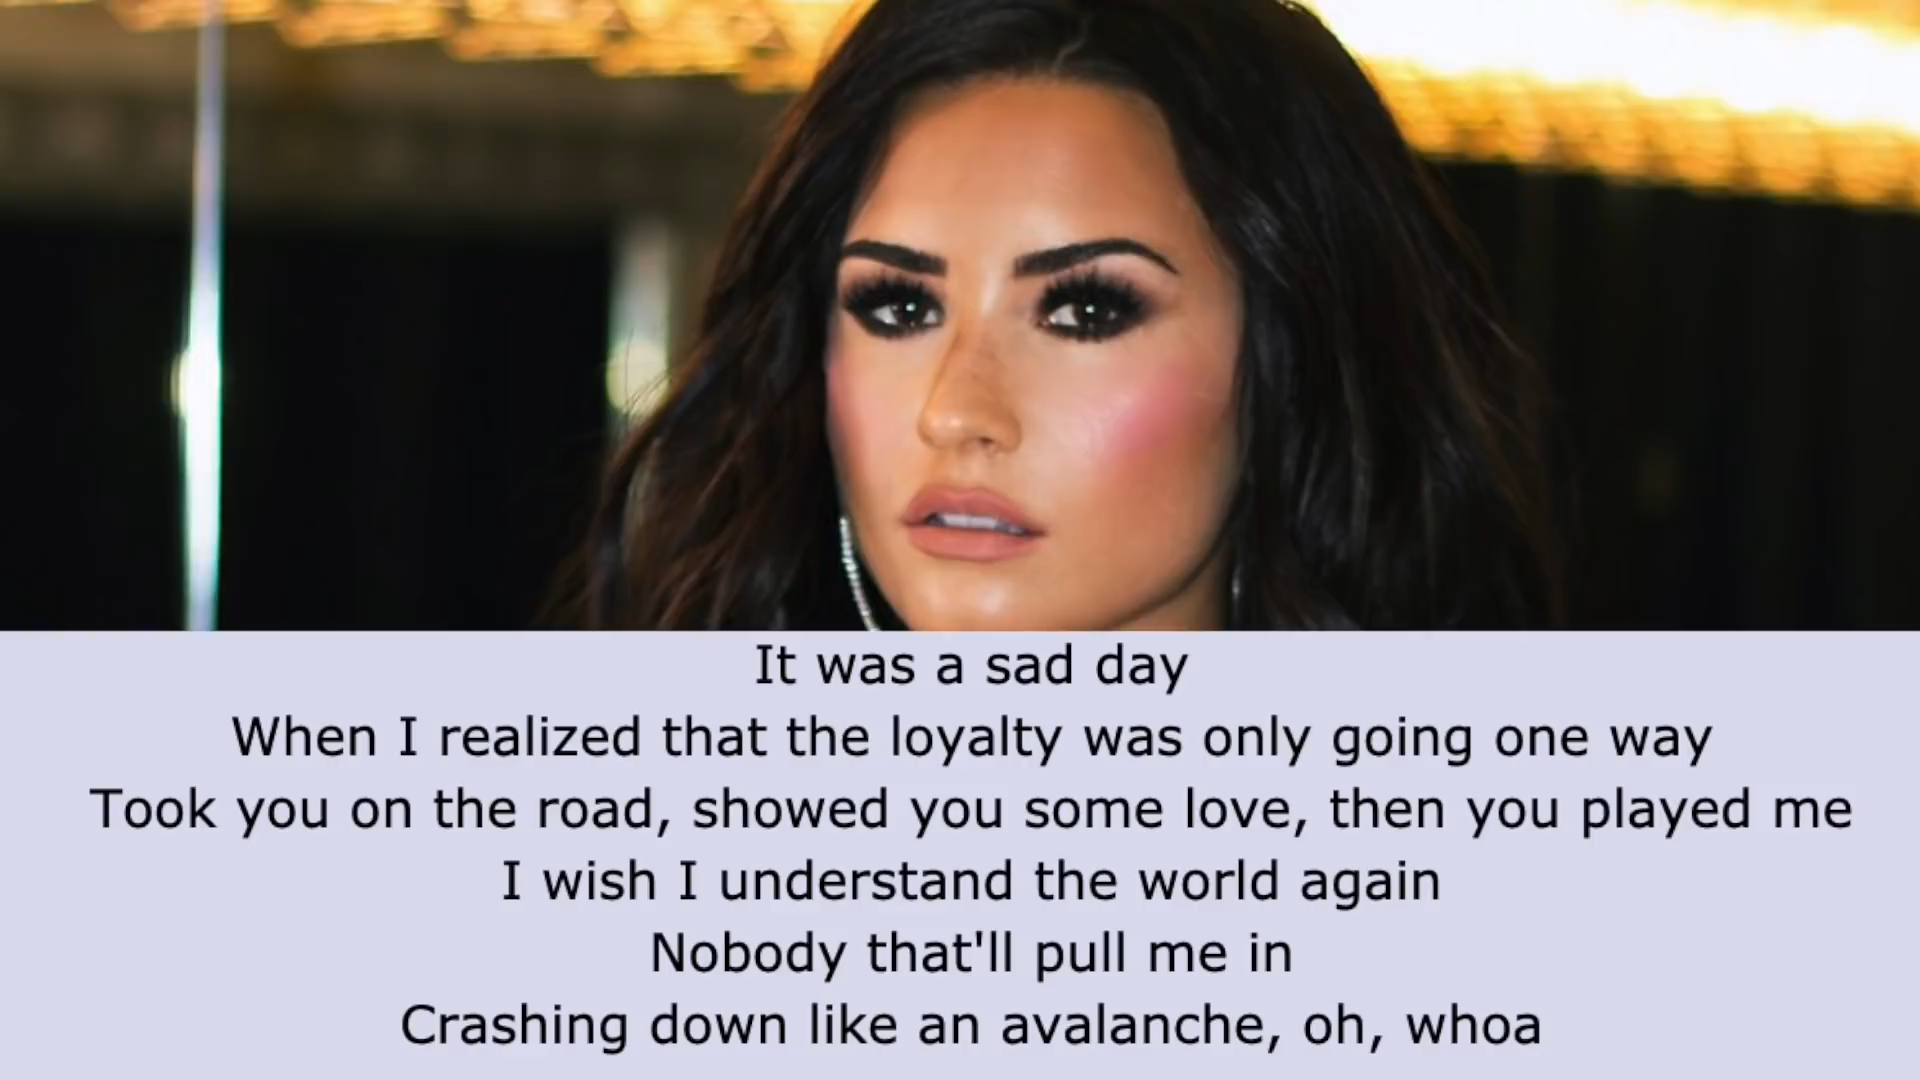 It was a sad day
When I realized that the loyalty was only going one way
Took you on the road, showed you some love, then you played me
I wish I understand the world again
Nobody that'll pull me in
Crashing down like an avalanche, oh, whoa